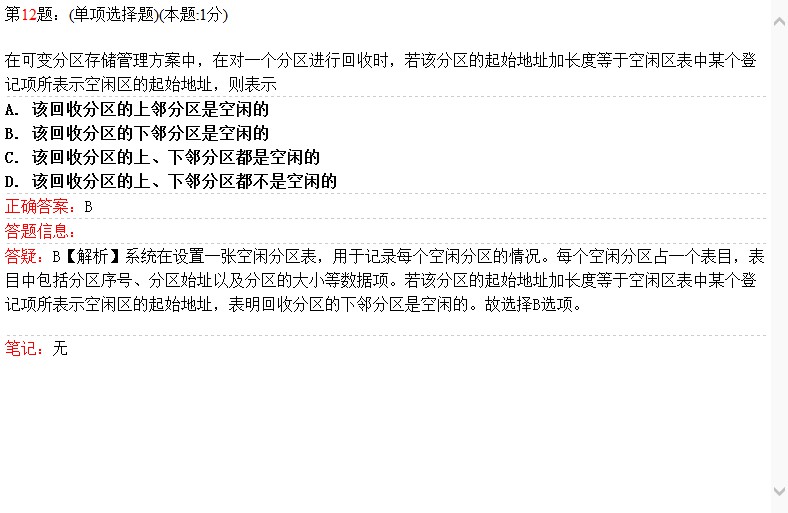 第12题：(单项选择题)(本题:1分)
在可变分区存储管理方案中，在对一个分区进行回收时，若该分区的起始地址加长度等于空闲区表中某个登
记项所表示空闲区的起始地址，则表示
A. 该回收分区的上邻分区是空闲的
B. 该回收分区的下邻分区是空闲的
C. 该回收分区的上、下邻分区都是空闲的
D. 该回收分区的上、下邻分区都不是空闲的
正确答案：B
答题信息：
答疑：B【解析】系统在设置一张空闲分区表，用于记录每个空闲分区的情况。每个空闲分区占一个表目，表
目中包括分区序号、分区始址以及分区的大小等数据项。若该分区的起始地址加长度等于空闲区表中某个登
记项所表示空闲区的起始地址，表明回收分区的下邻分区是空闲的。故选择B选项。
笔记：无